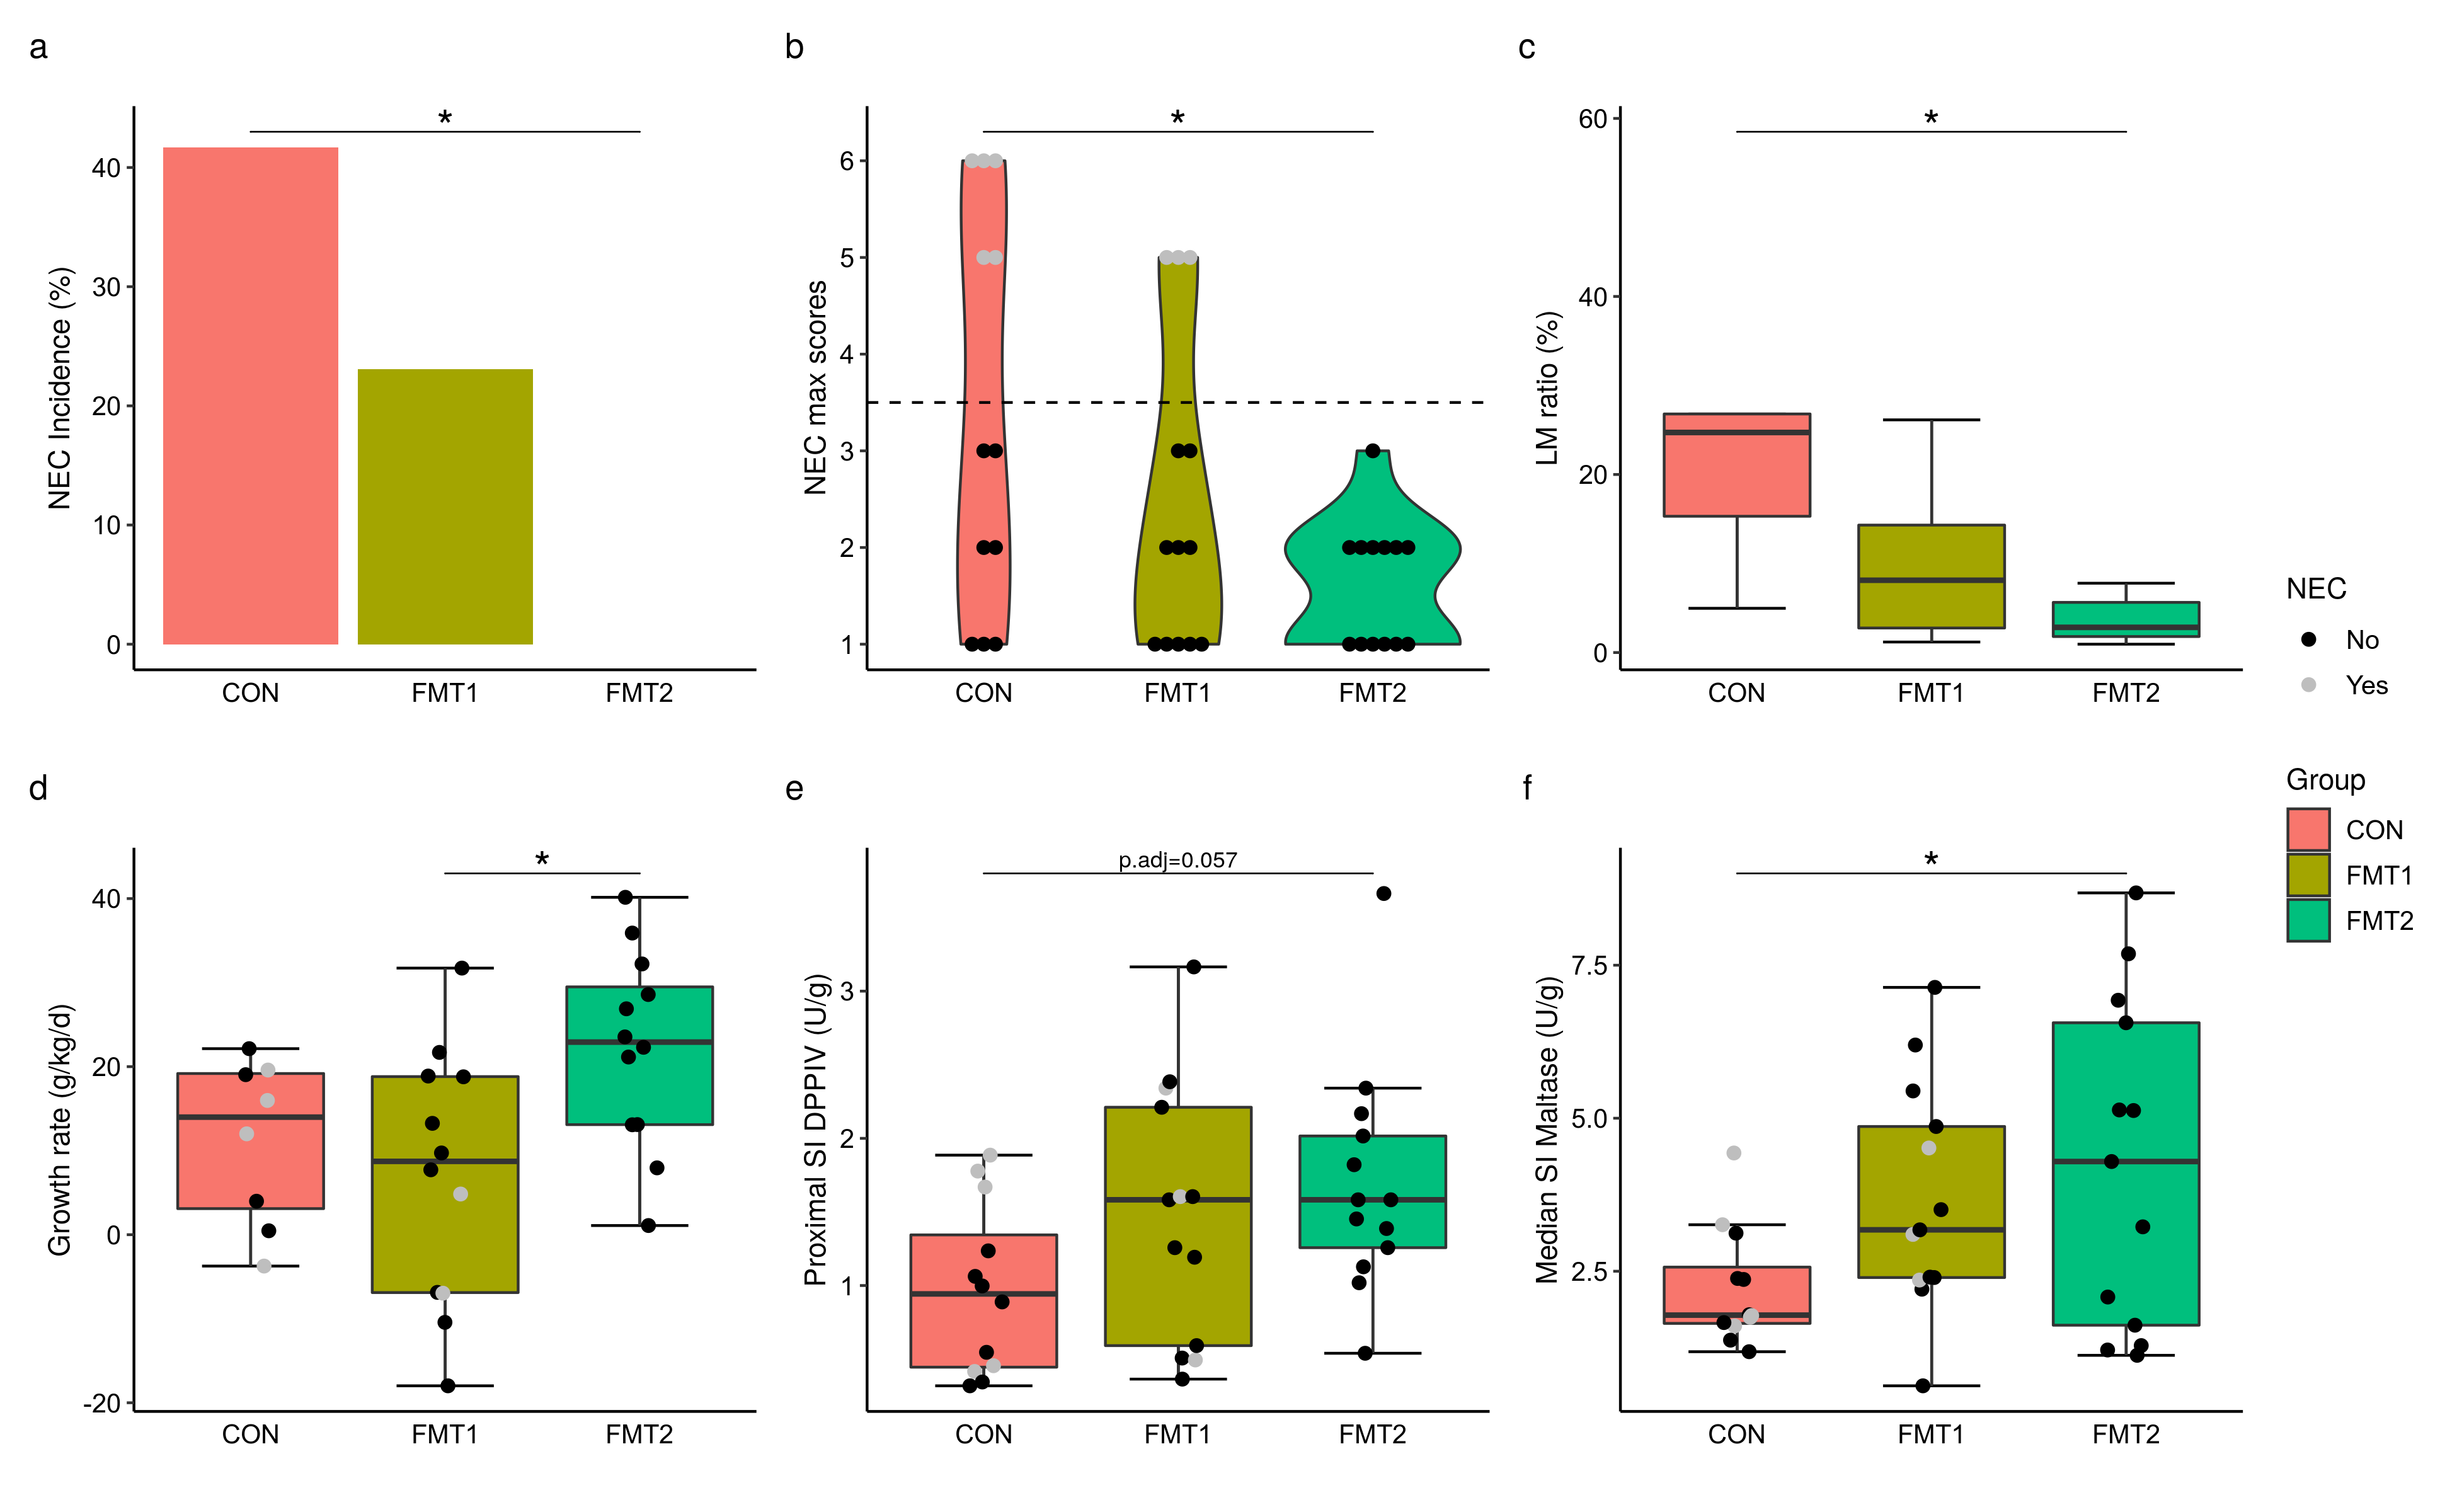 a
*
NEC Incidence (%)
40
30
20
10
0
CON FMT1 FMT2
b
*
NEC max scores
6
5
4
3
2
1
CON FMT1 FMT2
c
*
LM ratio (%)
60
40
20
0
CON FMT1 FMT2
NEC
No
Yes
Group
CON
FMT1
FMT2
d
*
Growth rate (g/kg/d)
40
20
0
-20
CON FMT1 FMT2
e
p.adj=0.057
Proximal SI DPPIV (U/g)
3
2
1
CON FMT1 FMT2
f
*
Median SI Maltase (U/g)
7.5
5.0
2.5
CON FMT1 FMT2